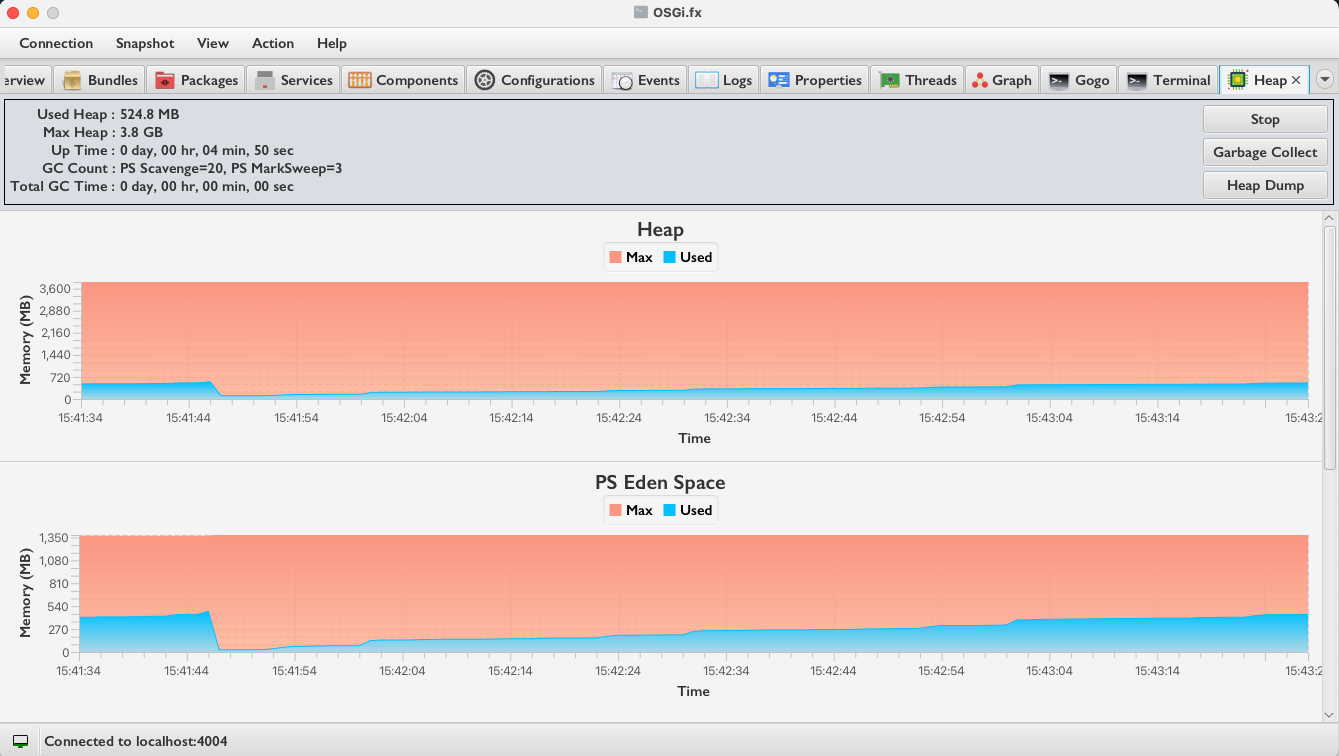 OSGi.fx
Connection Snapshot View Action Help
erview Bundles Packages Services Components Configurations Events Logs Properties Threads Graph Gogo Terminal Heap
Used Heap : 524.8 MB
Stop
Max Heap : 3.8 GB
Up Time : 0 day, 00 hr, 04 min, 50 sec
Garbage Collect
GC Count : PS Scavenge=20, PS MarkSweep=3
Total GC Time : 0 day, 00 hr, 00 min, 00 sec
Heap Dump
Heap
Max Used
Memory (MB)
3,600
2,880
2,160
1,440
720
0
15:41:34 15:41:44 15:41:54 15:42:04 15:42:14 15:42:24 15:42:34 15:42:44 15:42:54 15:43:04 15:43:14 15:43:2
Time
PS Eden Space
Max Used
Memory (MB)
1,350
1,080
810
540
270
0
15:41:34 15:41:44 15:41:54 15:42:04 15:42:14 15:42:24 15:42:34 15:42:44 15:42:54 15:43:04 15:43:14 15:43:2
Time
Connected to localhost:4004